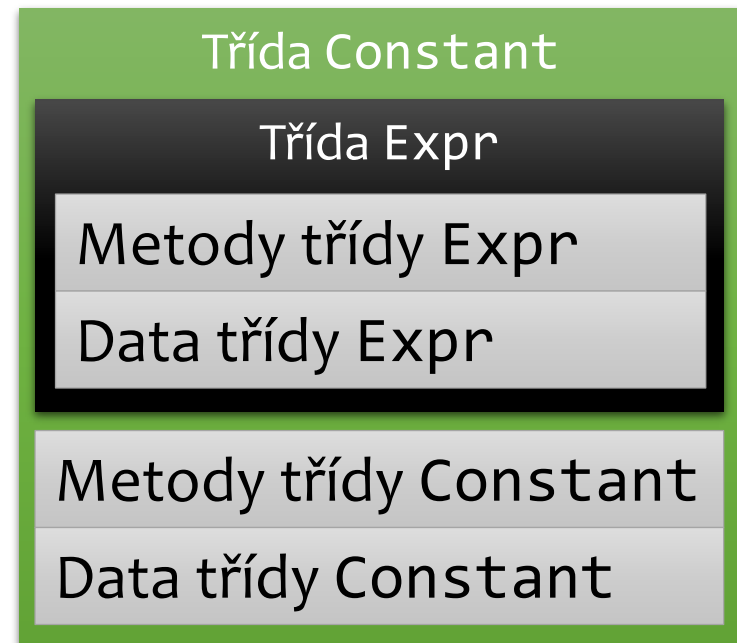 Třída Constant
Třída Expr
Metody třídy Expr
Data třídy Expr
Metody třídy Constant
Data třídy Constant